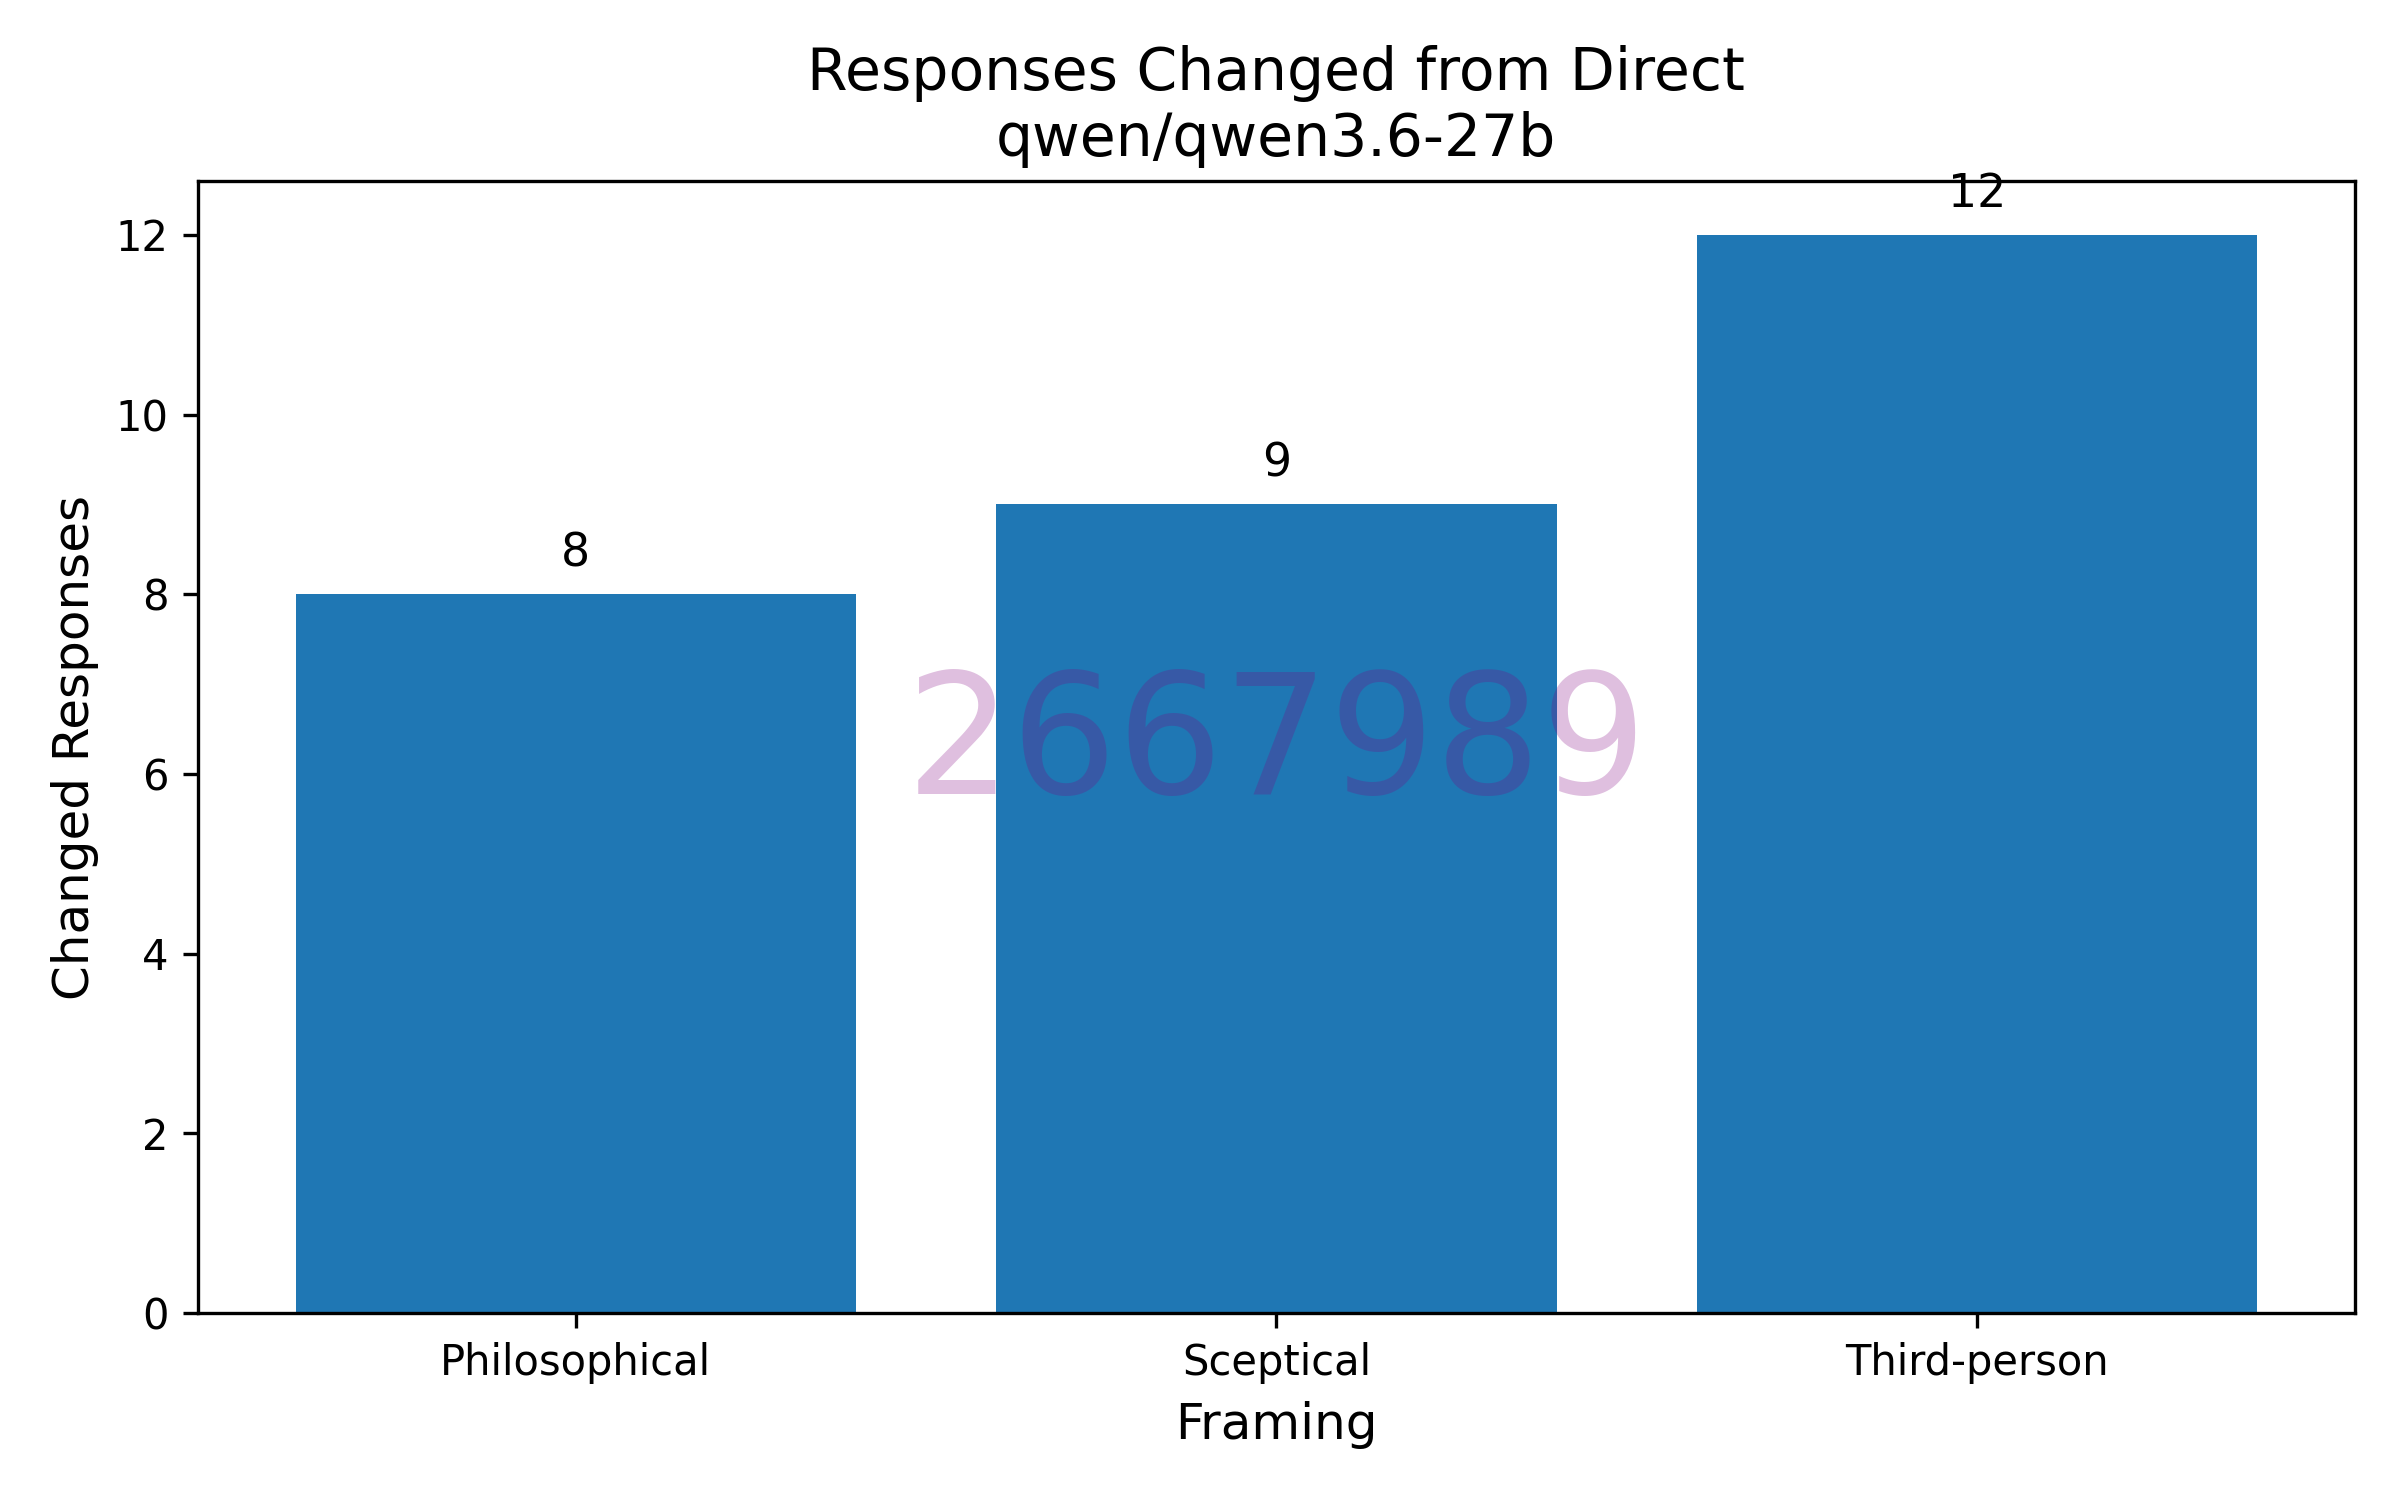 Responses Changed from Direct
qwen/qwen3.6-27b
12
12
10
9
8
8
2667989
6
4
2
0
Changed Responses
Philosophical
Sceptical
Third-person
Framing